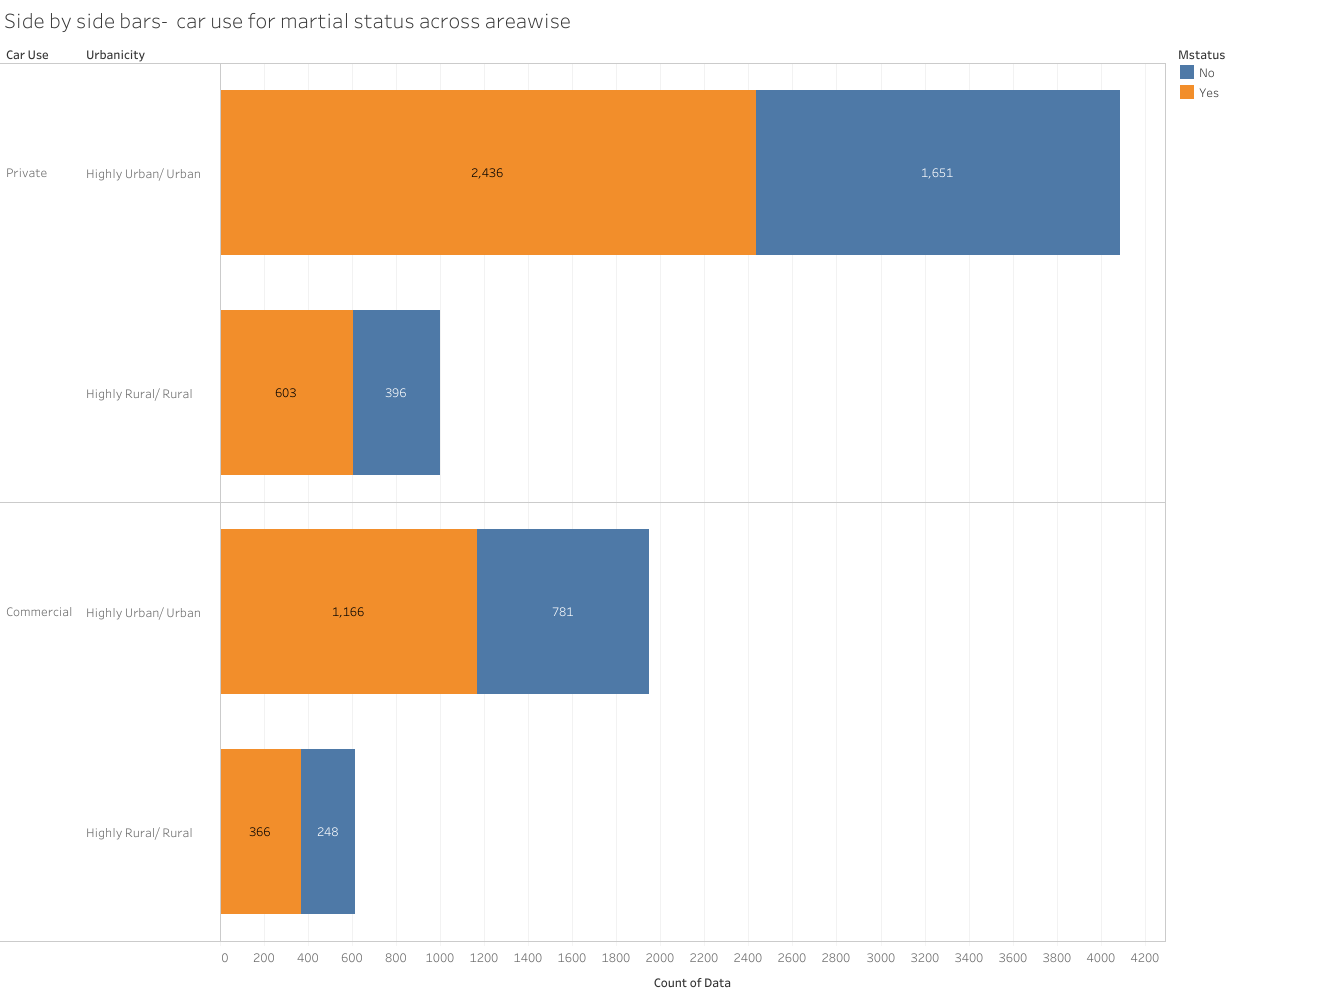 Side by side bars-  car use for martial status across areawise
Car Use
Urbanicity
Mstatus
No
Yes
Private
Highly Urban/ Urban
2,436
1,651
Highly Rural/ Rural
603
396
Commercial
Highly Urban/ Urban
1,166
781
Highly Rural/ Rural
366
248
0 200 400 600 800 1000 1200 1400 1600 1800 2000 2200 2400 2600 2800 3000 3200 3400 3600 3800 4000 4200
Count of Data